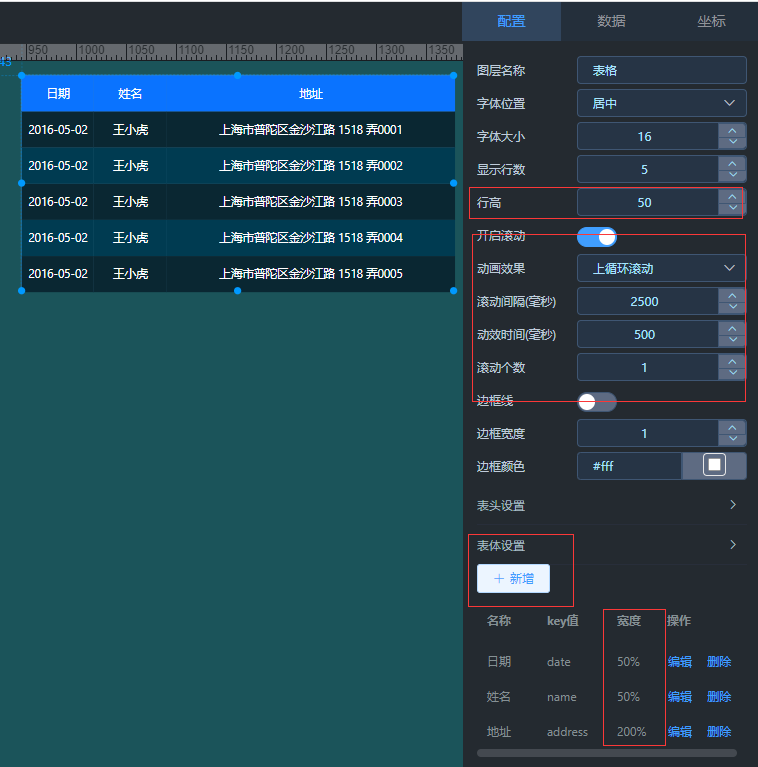 配置 数据 坐标
950 1000 1050 1100 1150 1200 1250 1300 1350
43
日期 姓名 地址
2016-05-02 王小虎 上海市普陀区金沙江路 1518 弄0001
2016-05-02 王小虎 上海市普陀区金沙江路 1518 弄0002
2016-05-02 王小虎 上海市普陀区金沙江路 1518 弄0003
2016-05-02 王小虎 上海市普陀区金沙江路 1518 弄0004
2016-05-02 王小虎 上海市普陀区金沙江路 1518 弄0005
图层名称 表格
字体位置 居中
字体大小 16
显示行数 5
行高 50
开启滚动
动画效果 上循环滚动
滚动间隔(毫秒) 2500
动效时间(毫秒) 500
滚动个数 1
边框线
边框宽度 1
边框颜色 #fff
表头设置
表体设置
+ 新增
名称 key值 宽度 操作
日期 date 50% 编辑 删除
姓名 name 50% 编辑 删除
地址 address 200% 编辑 删除